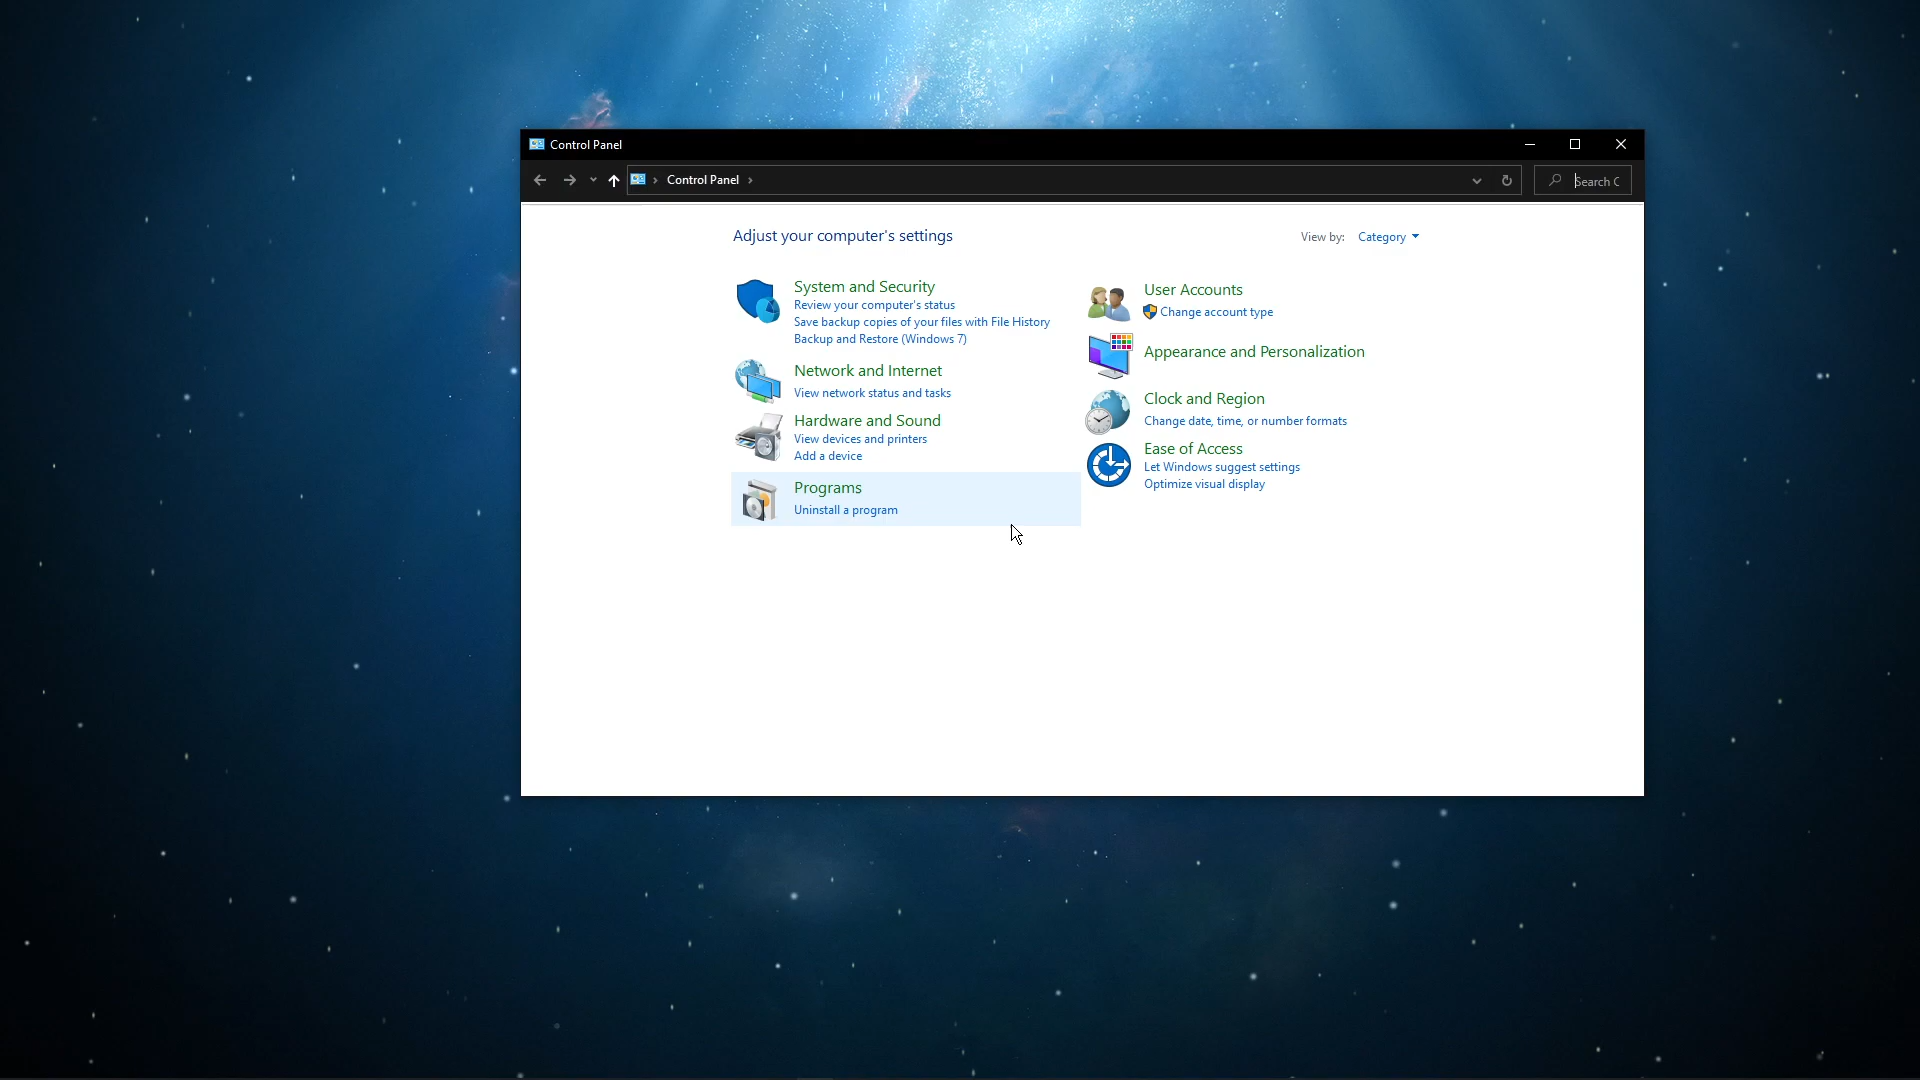 Control Panel
Control Panel
Search C
Adjust your computer's settings
View by: Category
System and Security
Review your computer's status
Save backup copies of your files with File History
Backup and Restore (Windows 7)
Network and Internet
View network status and tasks
Hardware and Sound
View devices and printers
Add a device
Programs
Uninstall a program
User Accounts
Change account type
Appearance and Personalization
Clock and Region
Change date, time, or number formats
Ease of Access
Let Windows suggest settings
Optimize visual display